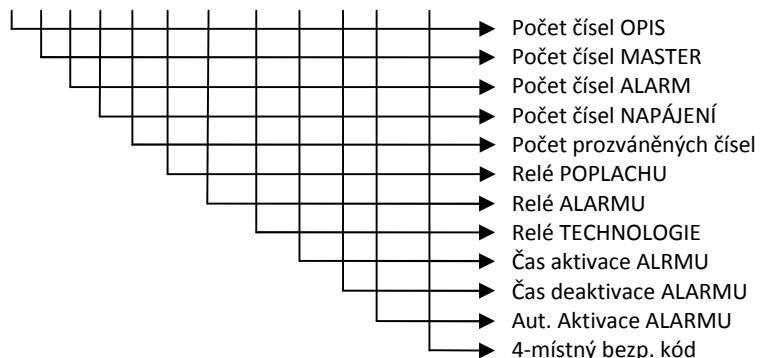 Počet čísel OPIS
Počet čísel MASTER
Počet čísel ALARM
Počet čísel NAPÁJENÍ
Počet prozváněných čísel
Relé POPLACHU
Relé ALARMU
Relé TECHNOLOGIE
Čas aktivace ALRMU
Čas deaktivace ALARMU
Aut. Aktivace ALARMU
4-místný bezp. kód